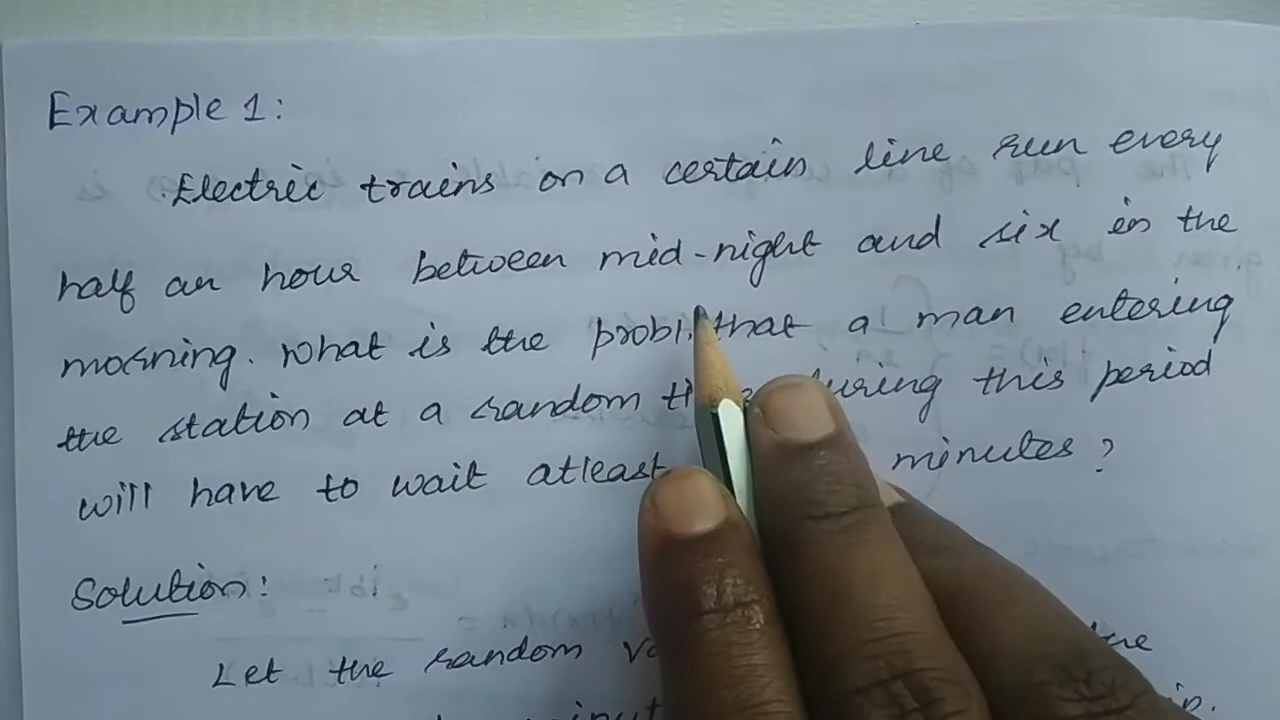 Example 1:
Electric trains on a certain line run every
half an hour between mid-night and six in the
morning. What is the probl. that a man entering
the station at a random during this period
will have to wait atleast minutes?
Solution:
Let the random the